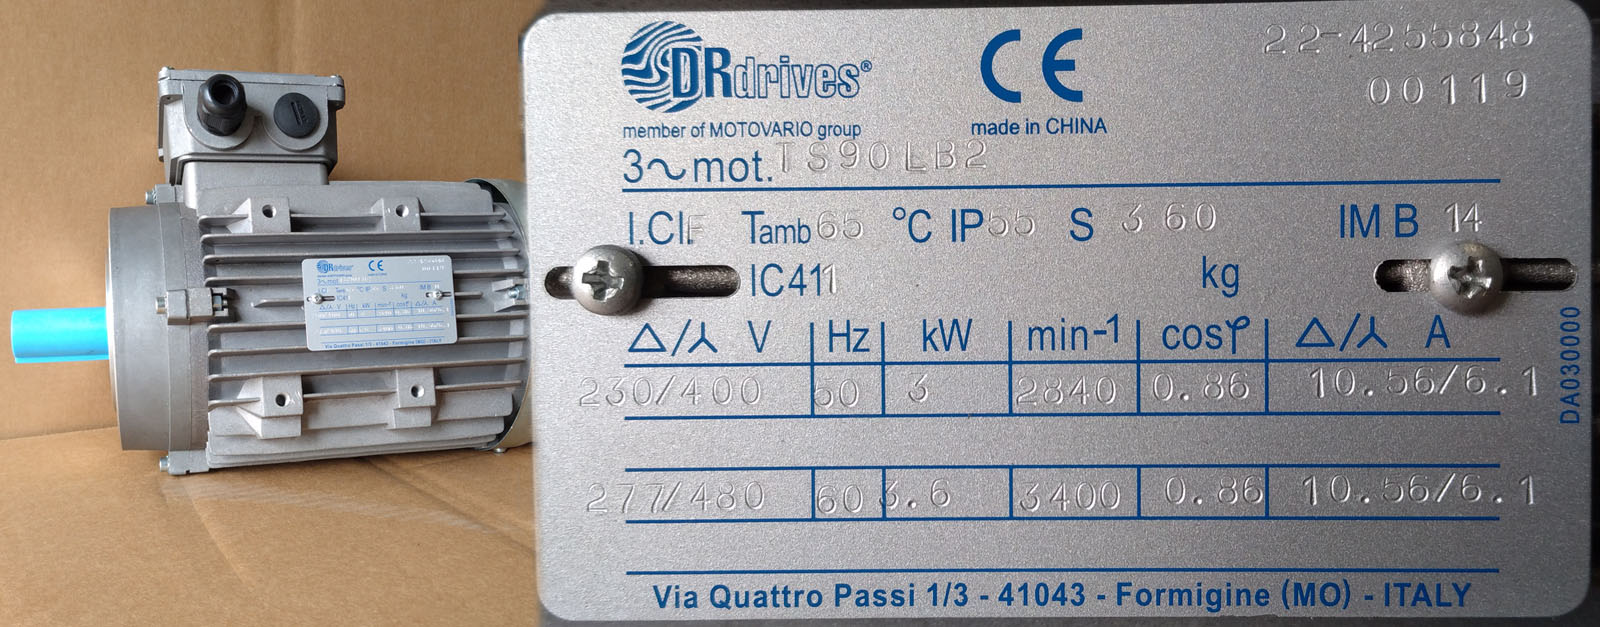 DRdrives®
member of MOTOVARIO group
CE
made in CHINA
22-4255848
00119
3~mot. TS90LB2
I.Cl. F Tamb 65 °C IP 55 S 3 60 IM B 14
IC411 kg
Δ/⅄ V Hz kW min-1 cosφ Δ/⅄ A
230/400 50 3 2840 0.86 10.56/6.1
277/480 60 3.6 3400 0.86 10.56/6.1
DA030000
Via Quattro Passi 1/3 - 41043 - Formigine (MO) - ITALY